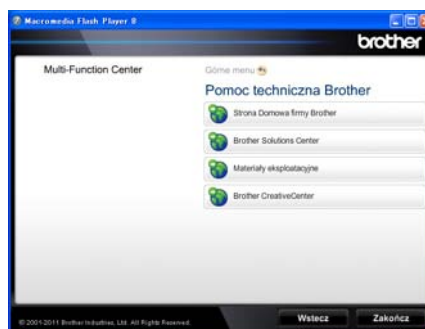 Macromedia Flash Player 8
brother
Multi-Function Center
Górne menu
Pomoc techniczna Brother
Strona Domowa firmy Brother
Brother Solutions Center
Materiały eksploatacyjne
Brother CreativeCenter
© 2001-2011 Brother Industries, Ltd. All Rights Reserved.
Wstecz Zakończ